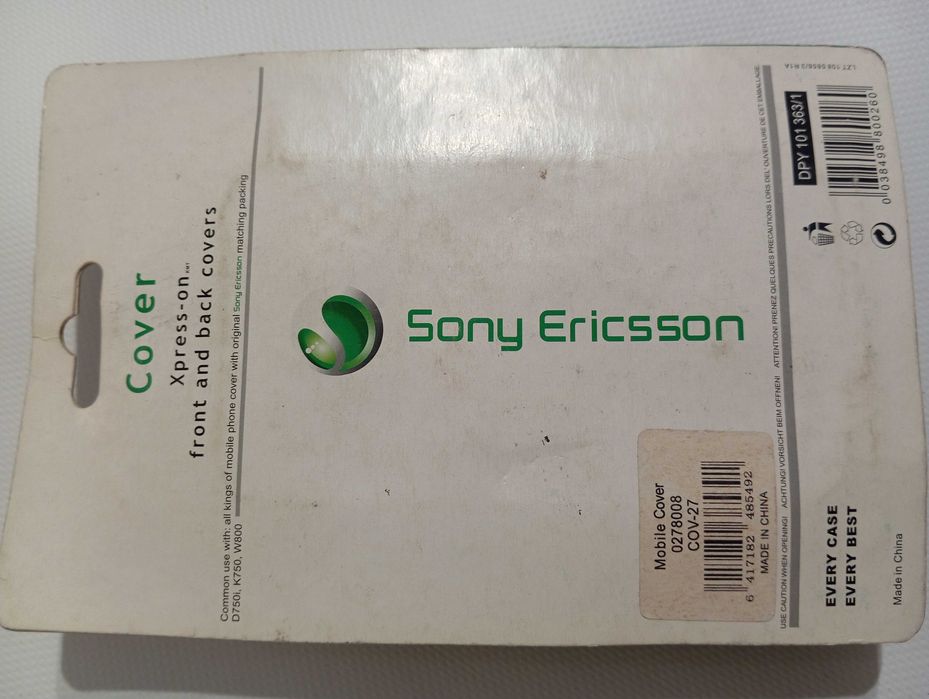 Cover
Xpress-on
front and back covers
Common use with: all kings of mobile phone cover with original Sony Ericsson matching packing
D750i, K750, W800
Sony Ericsson
Mobile Cover
0278008
COV-27
6 417182 485492
MADE IN CHINA
USE CAUTION WHEN OPENING! ACHTUNG! VORSICHT BEIM OFFNEN! ATTENTION! PRENEZ QUELQUES PRECAUTIONS LORS DEL'OUVERTURE DE CET EMBALLAGE.
EVERY CASE
EVERY BEST
Made in China
DPY 101 363/1
0 038498 800260